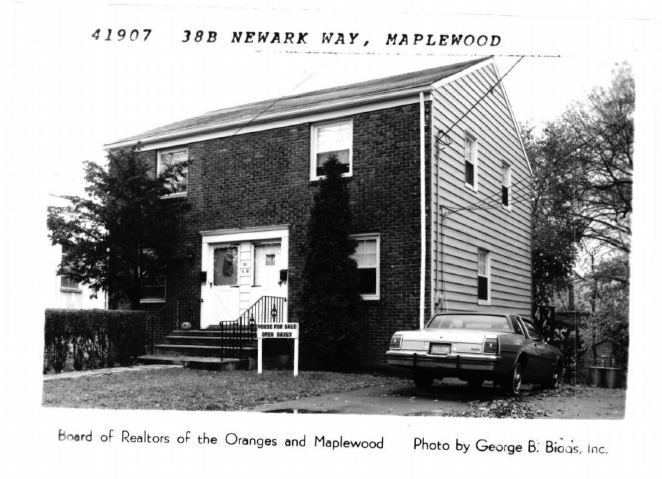 41907 38B NEWARK WAY, MAPLEWOOD
HOUSE FOR SALE
OPEN DAILY
Board of Realtors of the Oranges and Maplewood Photo by George B. Biggs, Inc.